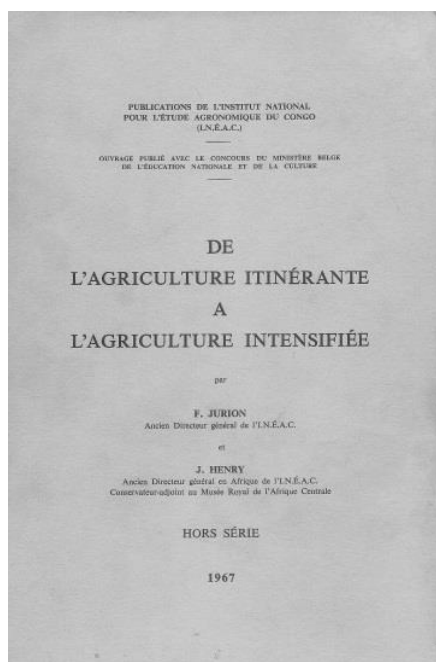 PUBLICATIONS DE L'INSTITUT NATIONAL
POUR L'ÉTUDE AGRONOMIQUE DU CONGO
(I.N.É.A.C.)
OUVRAGE PUBLIÉ AVEC LE CONCOURS DU MINISTÈRE BELGE
DE L'ÉDUCATION NATIONALE ET DE LA CULTURE
DE
L'AGRICULTURE ITINÉRANTE
A
L'AGRICULTURE INTENSIFIÉE
par
F. JURION
Ancien Directeur général de l'I.N.É.A.C.
et
J. HENRY
Ancien Directeur général en Afrique de l'I.N.É.A.C.
Conservateur-adjoint au Musée Royal de l'Afrique Centrale
HORS SÉRIE
1967